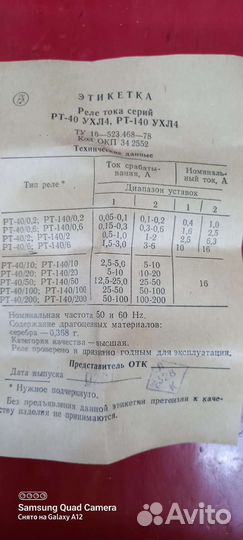 ЭТИКЕТКА
Реле тока серий
РТ-40 УХЛ4, РТ-140 УХЛ4
ТУ 16—523.468—78
Код ОКП 34 2552
Технические данные
Тип реле *
Ток срабаты-
вания, А
Номиналь-
ный ток, А
Диапазон уставок
1 2 1 2
РТ-40/0,2; РТ-140/0,2 0,05-0,1 0,1-0,2 0,4 1,0
РТ-40/0,6; РТ-140/0,6 0,15-0,3 0,3-0,6 1,6 2,5
РТ-40/2; РТ-140/2 0,5-1,0 1-2 2,5 6,3
РТ-40/6; РТ-140/6 1,5-3,0 3-6 10 16
РТ-40/10; РТ-140/10 2,5-5,0 5-10
РТ-40/20; РТ-140/20 5-10 10-20
РТ-40/50; РТ-140/50 12,5-25,0 25-50 16
РТ-40/100; РТ-140/100 25-50 50-100
РТ-40/200; РТ-140/200 50-100 100-200
Номинальная частота 50 и 60 Hz.
Содержание драгоценных материалов:
серебра—0,368 г.
Категория качества—высшая.
Реле проверено и признано годным для эксплуатации.
Представитель ОТК
Дата выпуска
* Нужное подчеркнуто.
Без предъявления данной этикетки претензии к каче-
ству изделия не принимаются.
Samsung Quad Camera
Снято на Galaxy A12
Avito